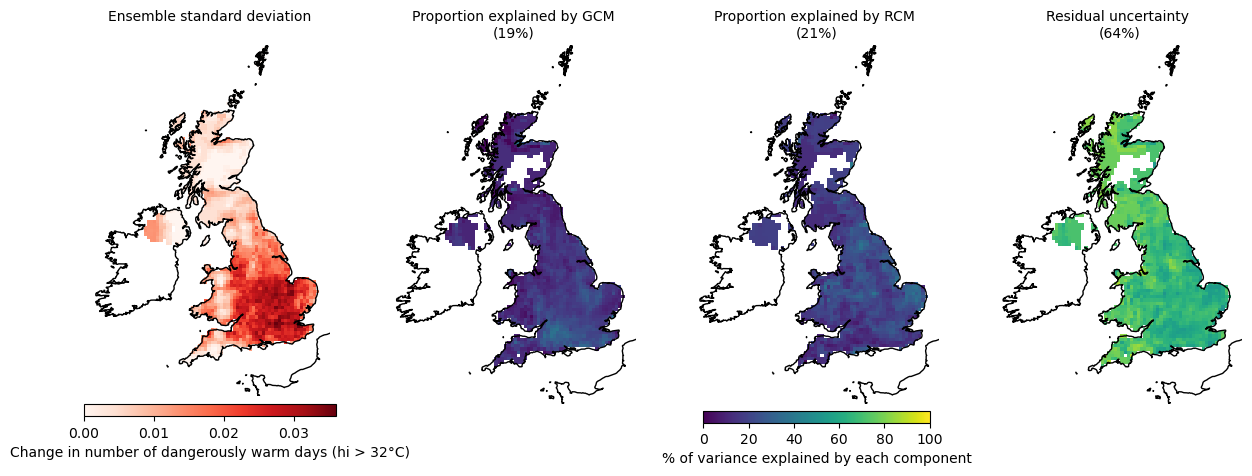 Ensemble standard deviation
Proportion explained by GCM
(19%)
Proportion explained by RCM
(21%)
Residual uncertainty
(64%)
0.00 0.01 0.02 0.03
Change in number of dangerously warm days (hi > 32°C)
0 20 40 60 80 100
% of variance explained by each component